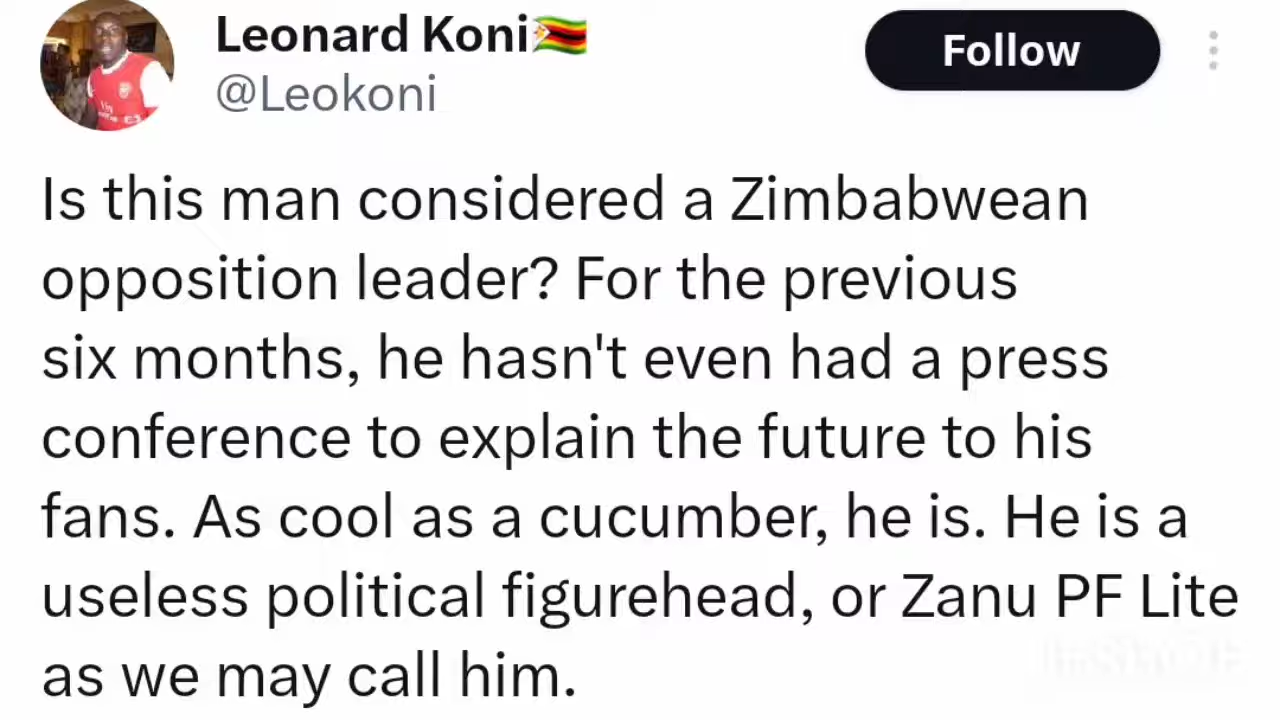 Leonard Koni🇿🇼
@Leokoni
Follow
Is this man considered a Zimbabwean
opposition leader? For the previous
six months, he hasn't even had a press
conference to explain the future to his
fans. As cool as a cucumber, he is. He is a
useless political figurehead, or Zanu PF Lite
as we may call him.